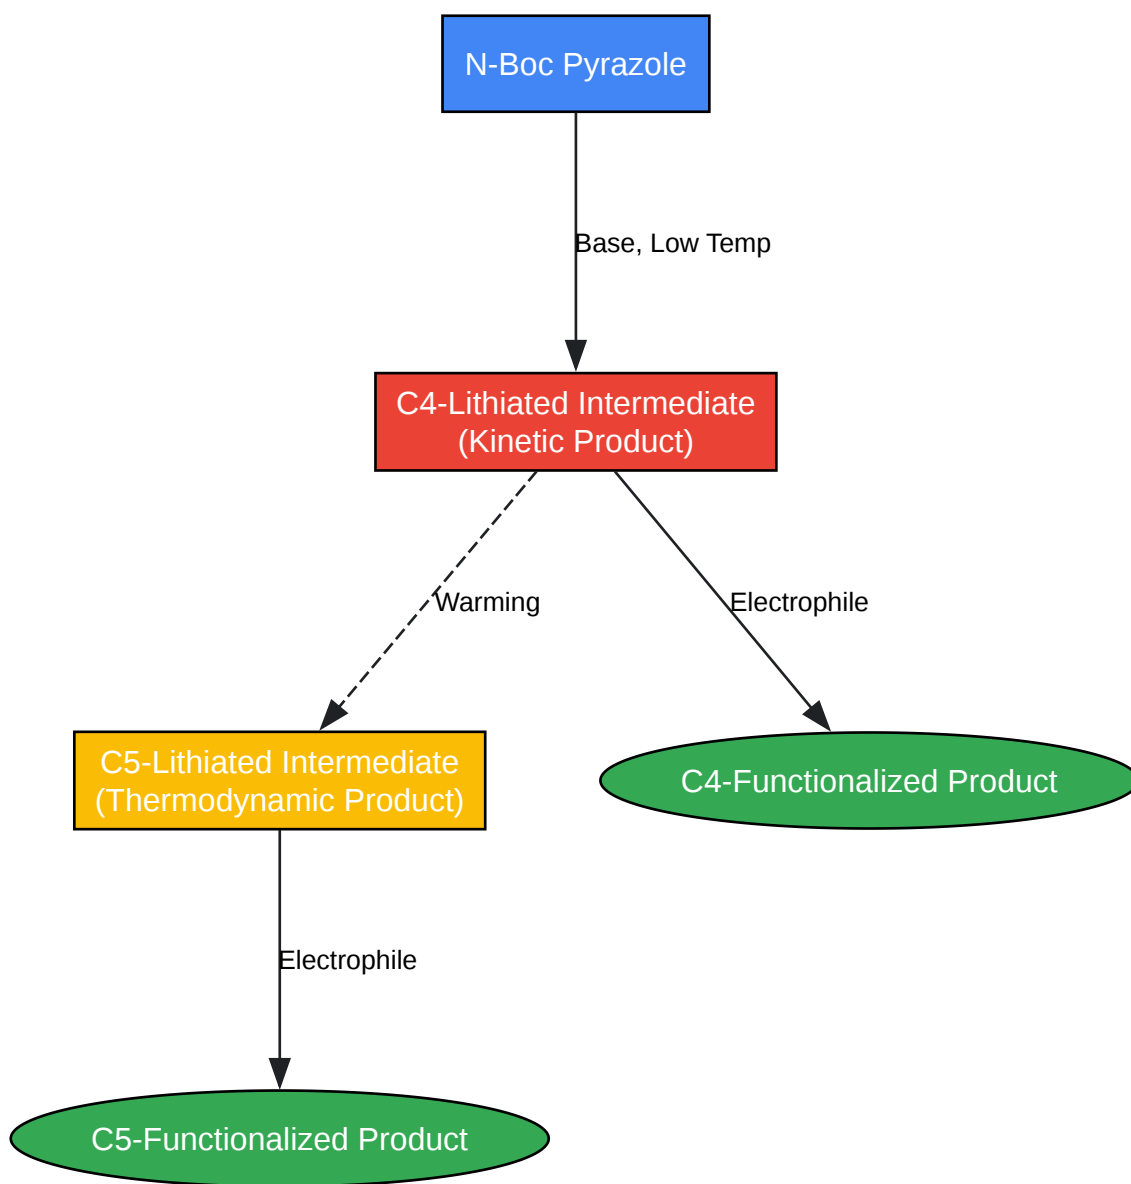 N-Boc Pyrazole
Base, Low Temp
C4-Lithiated Intermediate
(Kinetic Product)
Warming
Electrophile
C5-Lithiated Intermediate
(Thermodynamic Product)
C4-Functionalized Product
Electrophile
C5-Functionalized Product